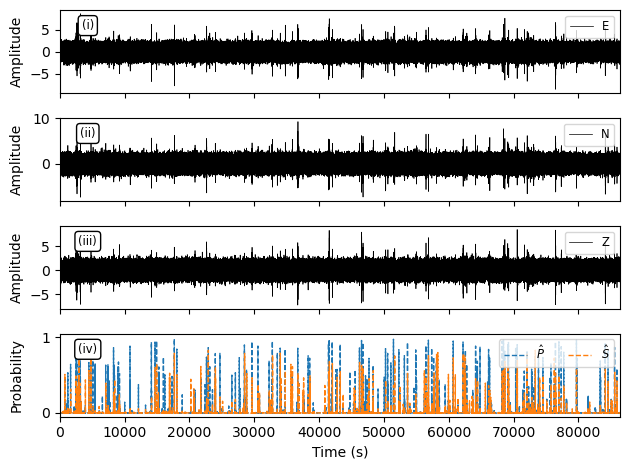 Amplitude
5
0
−5
(i)
E
Amplitude
10
0
(ii)
N
Amplitude
5
0
−5
(iii)
Z
Probability
1
0
(iv)
P̂
Ŝ
0 10000 20000 30000 40000 50000 60000 70000 80000
Time (s)